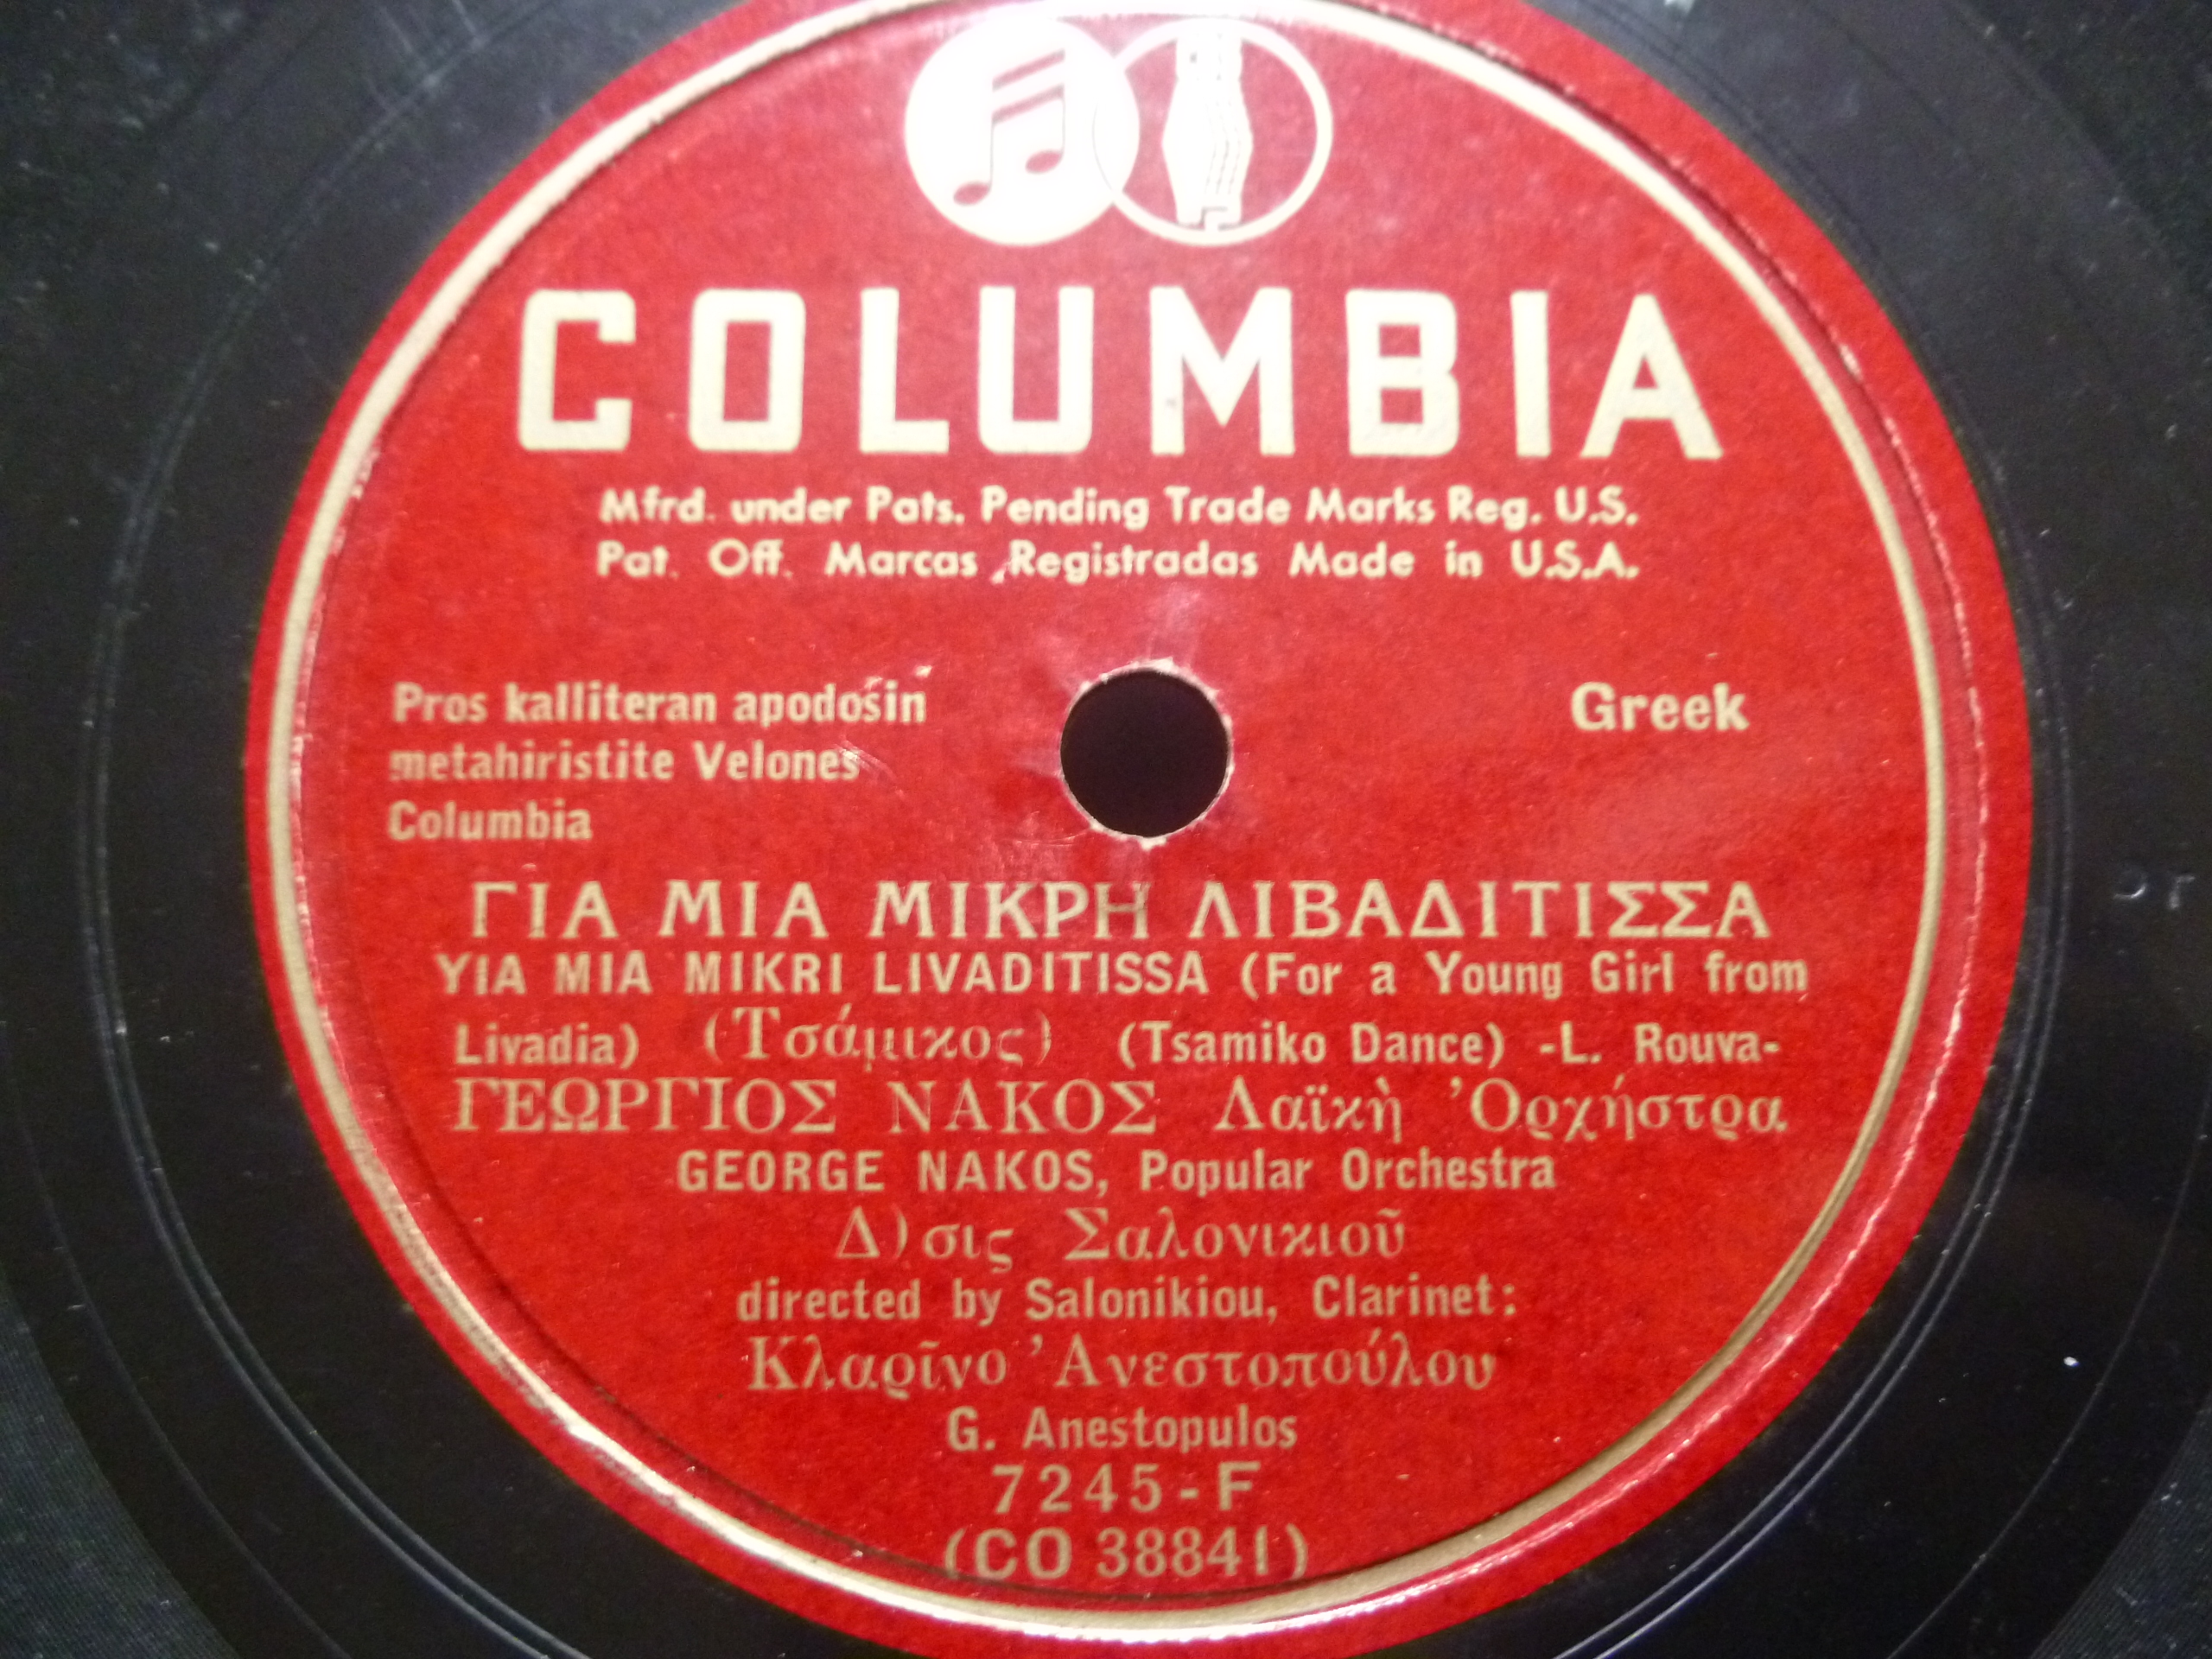 COLUMBIA
Mfrd. under Pats. Pending Trade Marks Reg. U.S.
Pat. Off. Marcas Registradas Made in U.S.A.
Pros kalliteran apodosin
metahiristite Velones
Columbia
Greek
ΓΙΑ ΜΙΑ ΜΙΚΡΗ ΛΙΒΑΔΙΤΙΣΣΑ
YIA MIA MIKRI LIVADITISSA (For a Young Girl from
Livadia) (Τσάμικος) (Tsamiko Dance) -L. Rouva-
ΓΕΩΡΓΙΟΣ ΝΑΚΟΣ Λαϊκὴ Ὀρχήστρα
GEORGE NAKOS, Popular Orchestra
Δ)σις Σαλονικιοῦ
directed by Salonikiou, Clarinet:
Κλαρῖνο Ἀνεστοπούλου
G. Anestopulos
7245-F
(CO 38841)